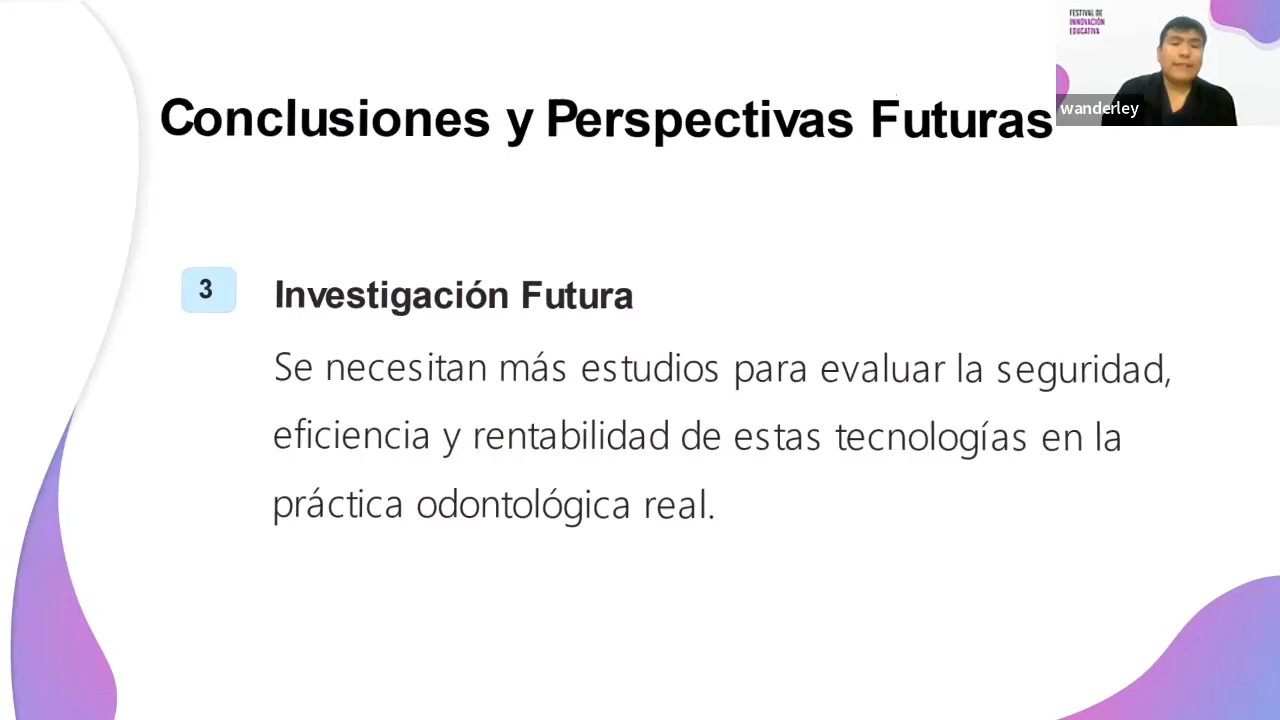 FESTIVAL DE
INNOVACIÓN
EDUCATIVA
wanderley
Conclusiones y Perspectivas Futuras
3
Investigación Futura
Se necesitan más estudios para evaluar la seguridad,
eficiencia y rentabilidad de estas tecnologías en la
práctica odontológica real.